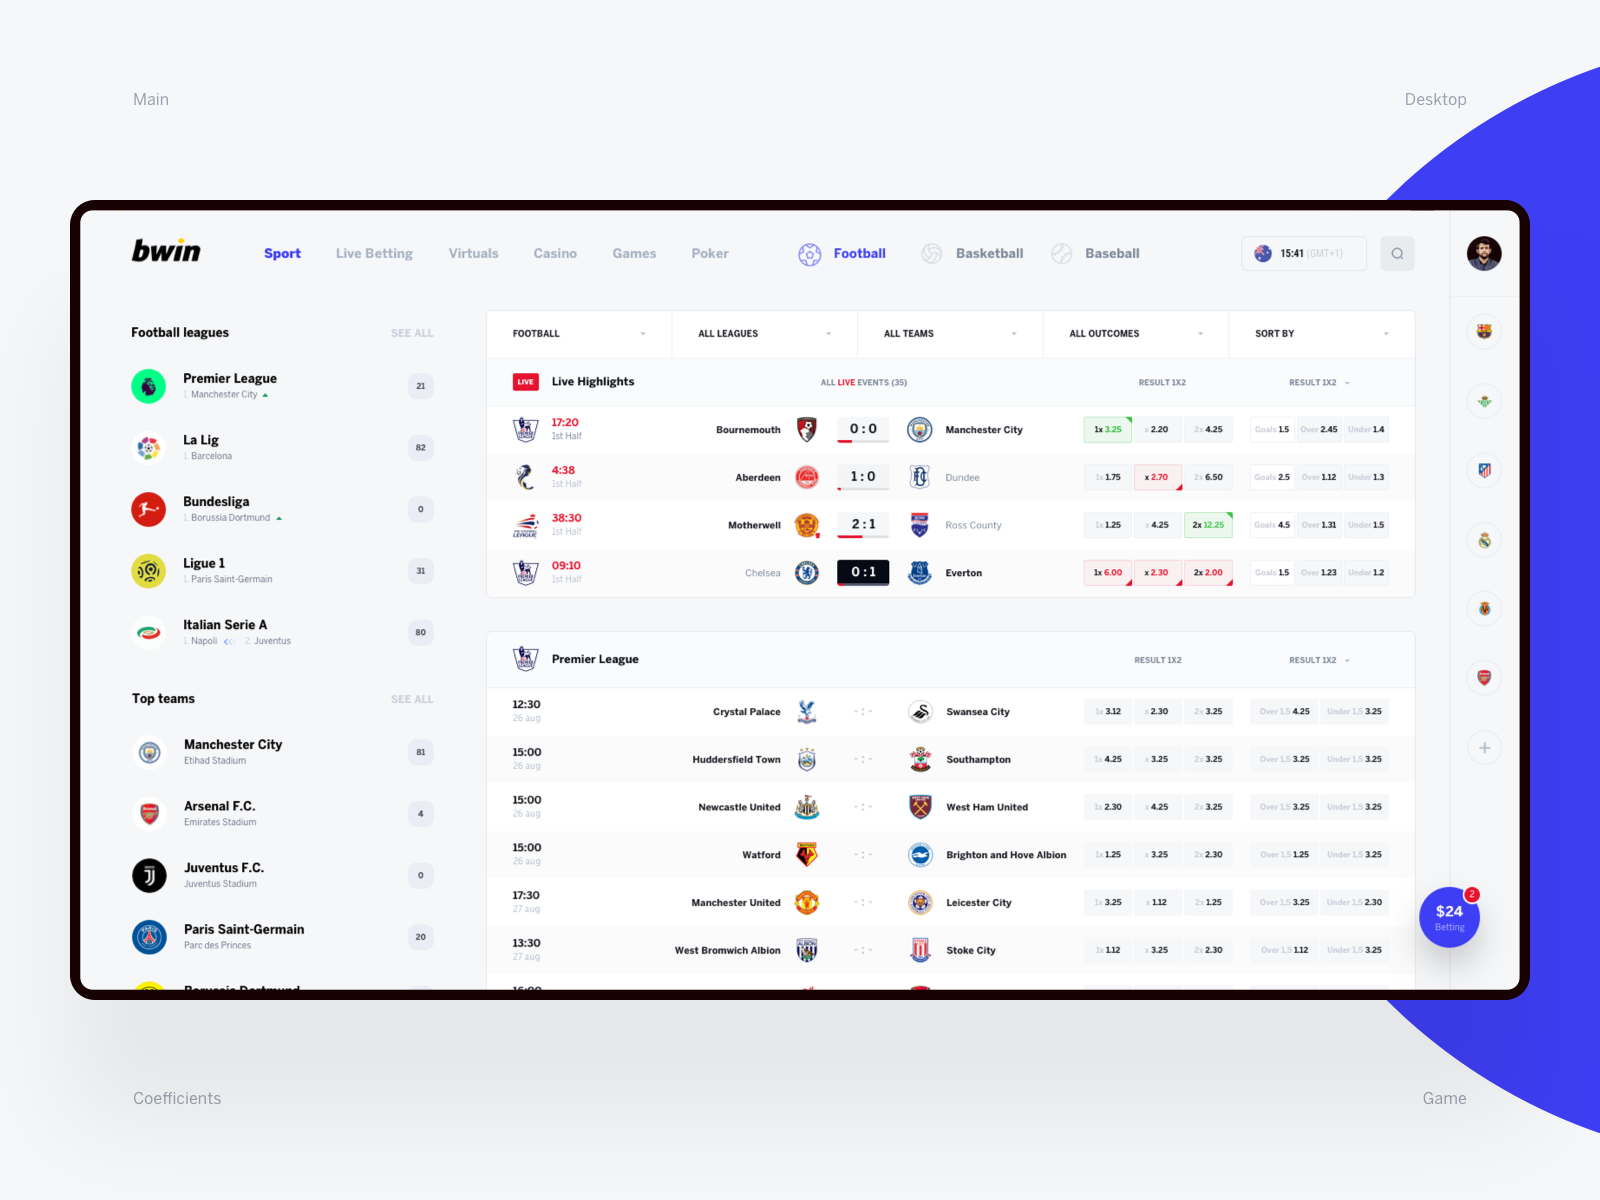 Main
Desktop
bwin
Sport
Live Betting
Virtuals
Casino
Games
Poker
Football
Basketball
Baseball
15:41 (GMT+1)
Football leagues
SEE ALL
Premier League
1. Manchester City
21
La Lig
1. Barcelona
82
Bundesliga
1. Borussia Dortmund
0
Ligue 1
1. Paris Saint-Germain
31
Italian Serie A
1. Napoli
2. Juventus
80
Top teams
SEE ALL
Manchester City
Etihad Stadium
81
Arsenal F.C.
Emirates Stadium
4
Juventus F.C.
Juventus Stadium
0
Paris Saint-Germain
Parc des Princes
20
Borussia Dortmund
FOOTBALL
ALL LEAGUES
ALL TEAMS
ALL OUTCOMES
SORT BY
LIVE
Live Highlights
ALL LIVE EVENTS (35)
RESULT 1X2
RESULT 1X2
17:20
1st Half
Bournemouth
0 : 0
Manchester City
1x 3.25
x 2.20
2x 4.25
Goals 1.5
Over 2.45
Under 1.4
4:38
1st Half
Aberdeen
1 : 0
Dundee
1x 1.75
x 2.70
2x 6.50
Goals 2.5
Over 1.12
Under 1.3
38:30
1st Half
Motherwell
2 : 1
Ross County
1x 1.25
x 4.25
2x 12.25
Goals 4.5
Over 1.31
Under 1.5
09:10
1st Half
Chelsea
0 : 1
Everton
1x 6.00
x 2.30
2x 2.00
Goals 1.5
Over 1.23
Under 1.2
Premier League
RESULT 1X2
RESULT 1X2
12:30
26 aug
Crystal Palace
- : -
Swansea City
1x 3.12
x 2.30
2x 3.25
Over 1,5 4.25
Under 1,5 3.25
15:00
26 aug
Huddersfield Town
- : -
Southampton
1x 4.25
x 3.25
2x 3.25
Over 1,5 3.25
Under 1,5 3.25
15:00
26 aug
Newcastle United
- : -
West Ham United
1x 2.30
x 4.25
2x 3.25
Over 1,5 3.25
Under 1,5 3.25
15:00
26 aug
Watford
- : -
Brighton and Hove Albion
1x 1.25
x 3.25
2x 2.30
Over 1,5 1.25
Under 1,5 3.25
17:30
27 aug
Manchester United
- : -
Leicester City
1x 3.25
x 1.12
2x 1.25
Over 1,5 3.25
Under 1,5 2.30
13:30
27 aug
West Bromwich Albion
- : -
Stoke City
1x 1.12
x 3.25
2x 2.30
Over 1,5 1.12
Under 1,5 3.25
16:00
2
$24
Betting
Coefficients
Game